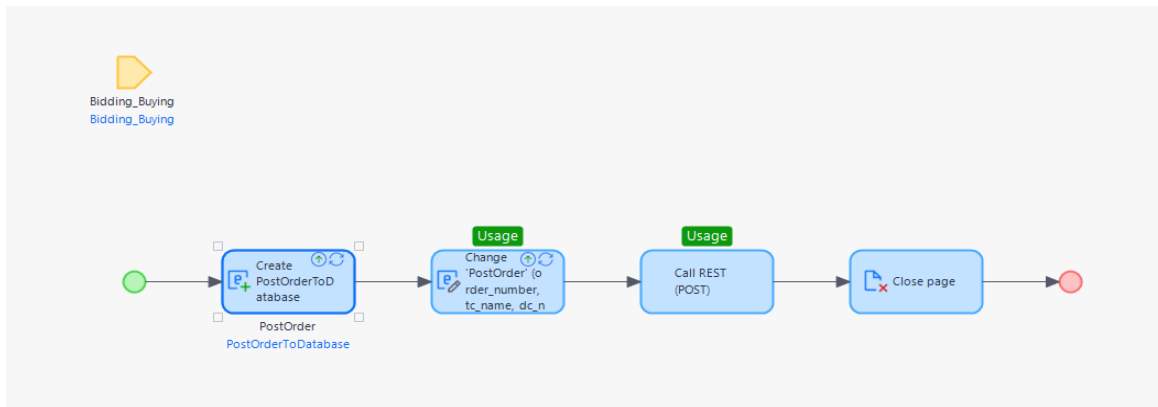 Bidding_Buying
Bidding_Buying
Usage
Usage
Create
PostOrderToD
atabase
Change
`PostOrder' (o
rder_number,
tc_name, dc_n
Call REST
(POST)
Close page
PostOrder
PostOrderToDatabase